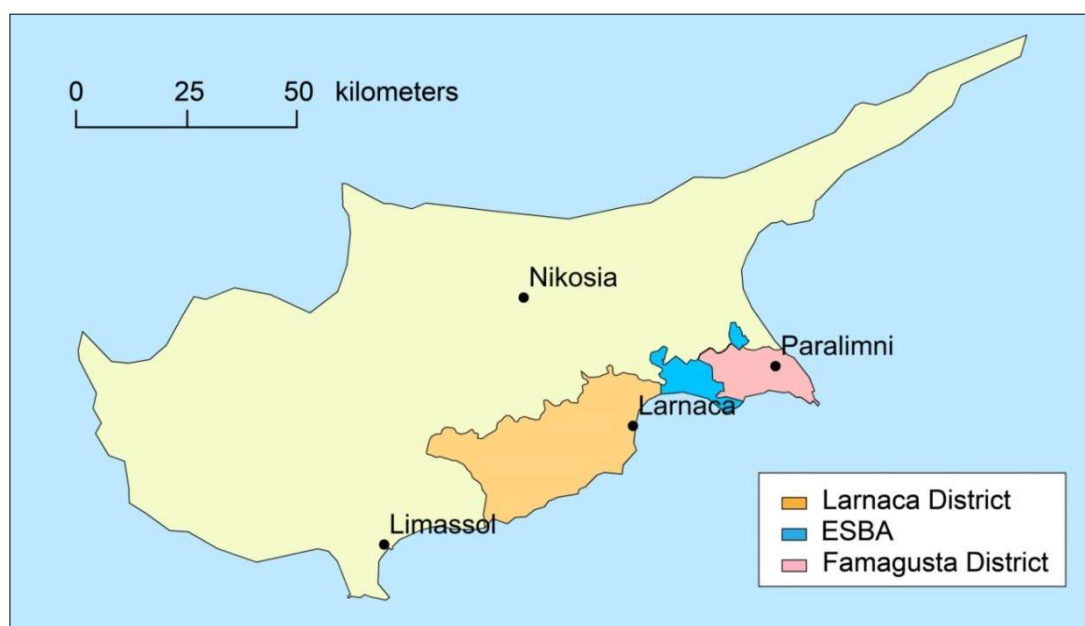 0 25 50 kilometers
Nikosia
Paralimni
Larnaca
Limassol
Larnaca District
ESBA
Famagusta District